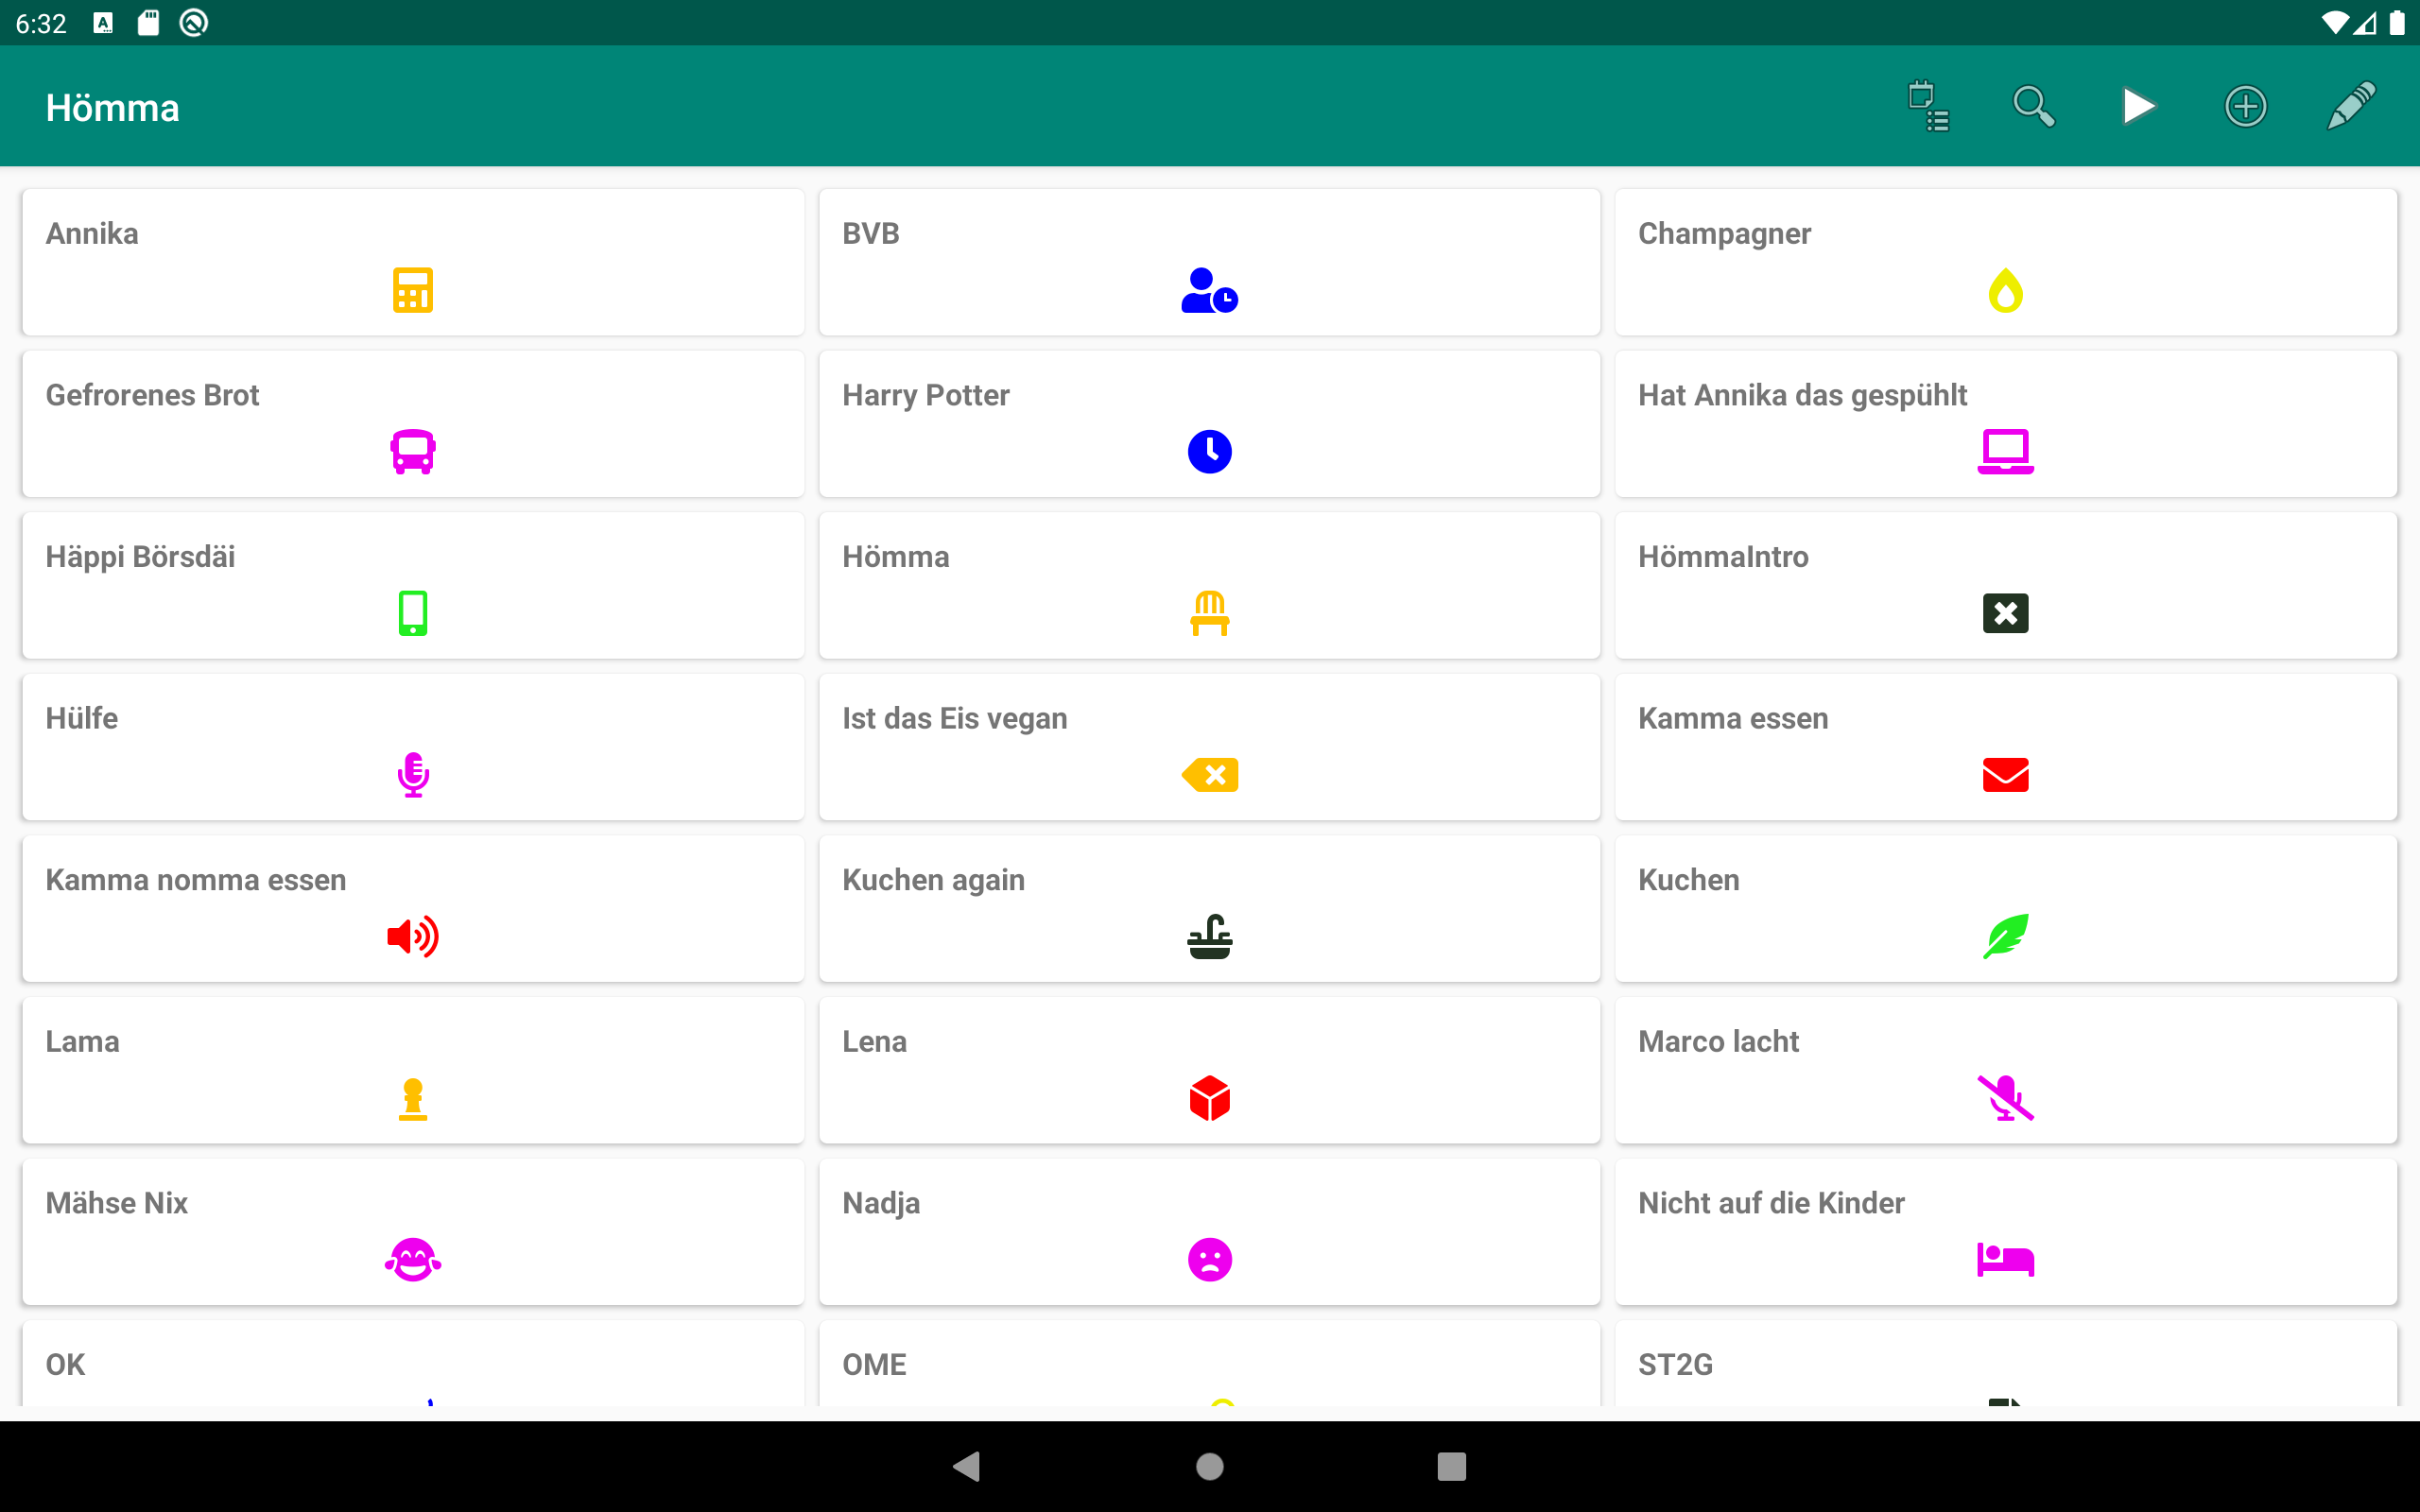 6:32
Hömma
Annika
BVB
Champagner
Gefrorenes Brot
Harry Potter
Hat Annika das gespühlt
Häppi Börsdäi
Hömma
HömmaIntro
Hülfe
Ist das Eis vegan
Kamma essen
Kamma nomma essen
Kuchen again
Kuchen
Lama
Lena
Marco lacht
Mähse Nix
Nadja
Nicht auf die Kinder
OK
OME
ST2G